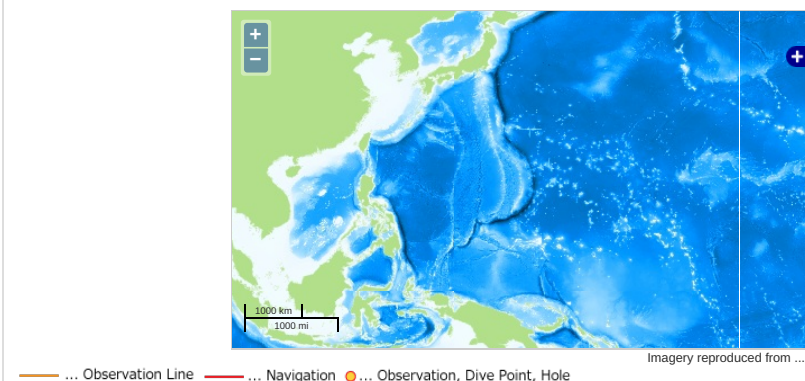 +
−
+
1000 km
1000 mi
Imagery reproduced from ...
... Observation Line ... Navigation ... Observation, Dive Point, Hole